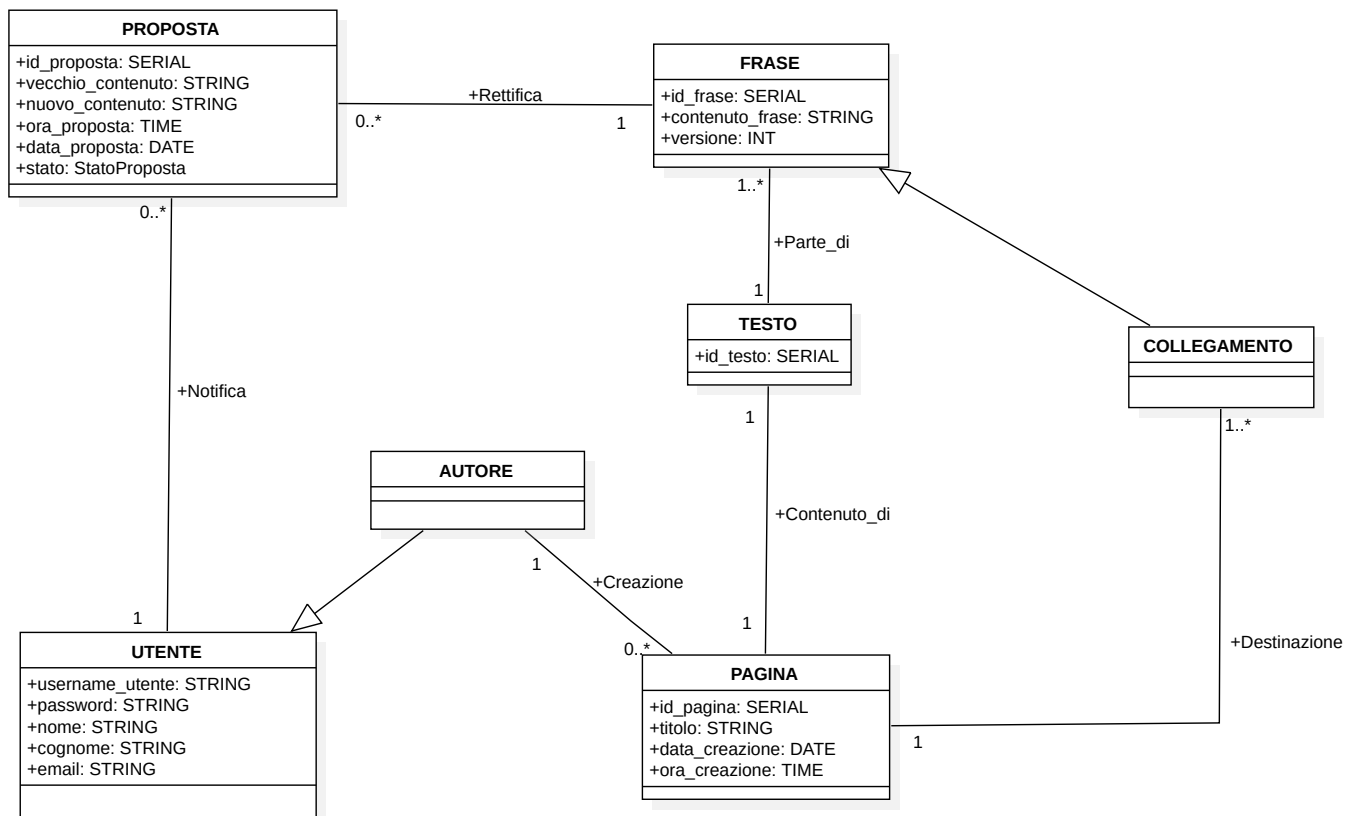 PROPOSTA
+id_proposta: SERIAL
+vecchio_contenuto: STRING
+nuovo_contenuto: STRING
+ora_proposta: TIME
+data_proposta: DATE
+stato: StatoProposta
+Rettifica
0..*
1
FRASE
+id_frase: SERIAL
+contenuto_frase: STRING
+versione: INT
1..*
+Parte_di
1
TESTO
+id_testo: SERIAL
COLLEGAMENTO
1..*
0..*
+Notifica
1
AUTORE
1
+Creazione
0..*
1
+Contenuto_di
1
+Destinazione
1
UTENTE
+username_utente: STRING
+password: STRING
+nome: STRING
+cognome: STRING
+email: STRING
PAGINA
+id_pagina: SERIAL
+titolo: STRING
+data_creazione: DATE
+ora_creazione: TIME